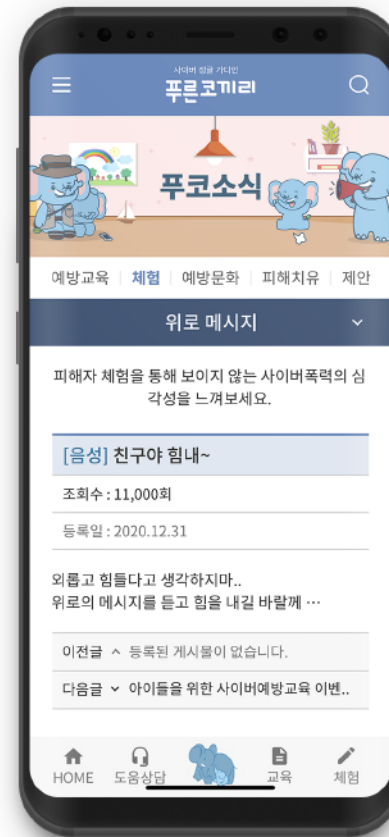 사이버 정글 가디언
푸른코끼리
푸코소식
예방교육 체험 예방문화 피해치유 제안
위로 메시지
피해자 체험을 통해 보이지 않는 사이버폭력의 심
각성을 느껴보세요.
[음성] 친구야 힘내~
조회수 : 11,000회
등록일 : 2020.12.31
외롭고 힘들다고 생각하지마..
위로의 메시지를 듣고 힘을 내길 바랄께 ⋯
이전글 등록된 게시물이 없습니다.
다음글 아이들을 위한 사이버예방교육 이벤..
HOME 도움상담 교육 체험